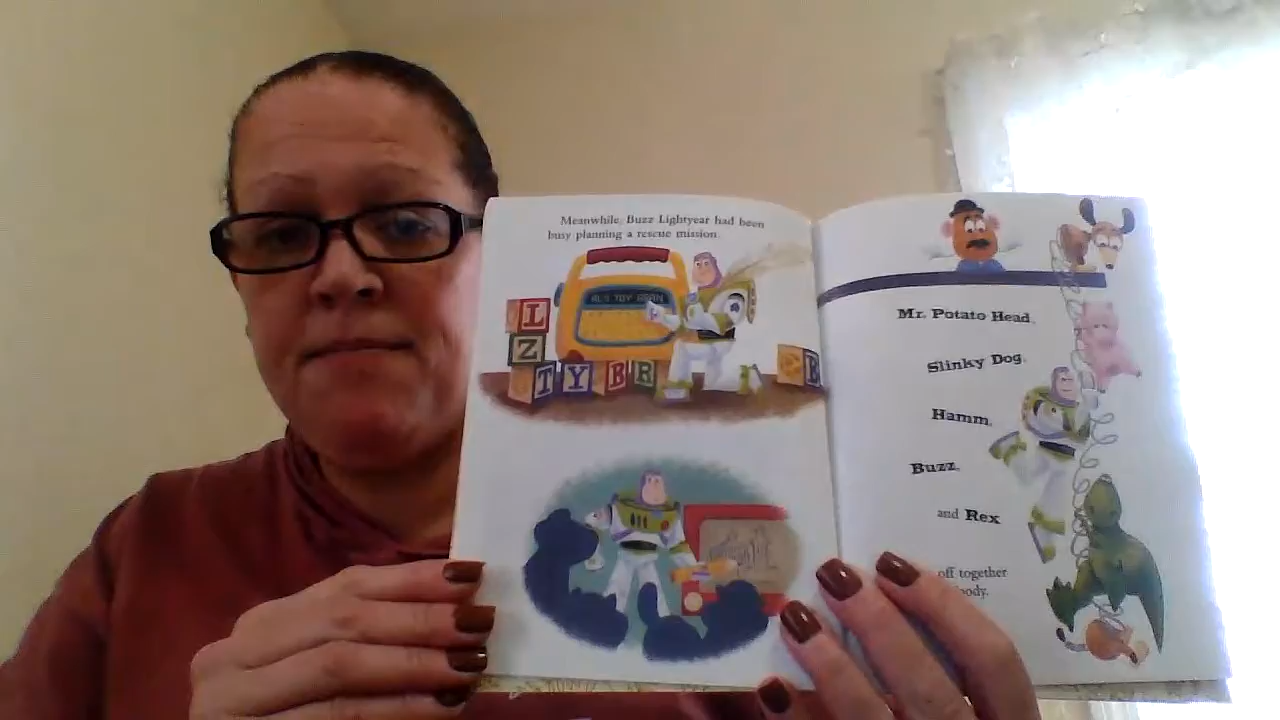 Meanwhile, Buzz Lightyear had been
busy planning a rescue mission.
AL'S TOY BARN
L
Z
T Y B R
B
Mr. Potato Head,
Slinky Dog,
Hamm,
Buzz,
and Rex
off together
body.